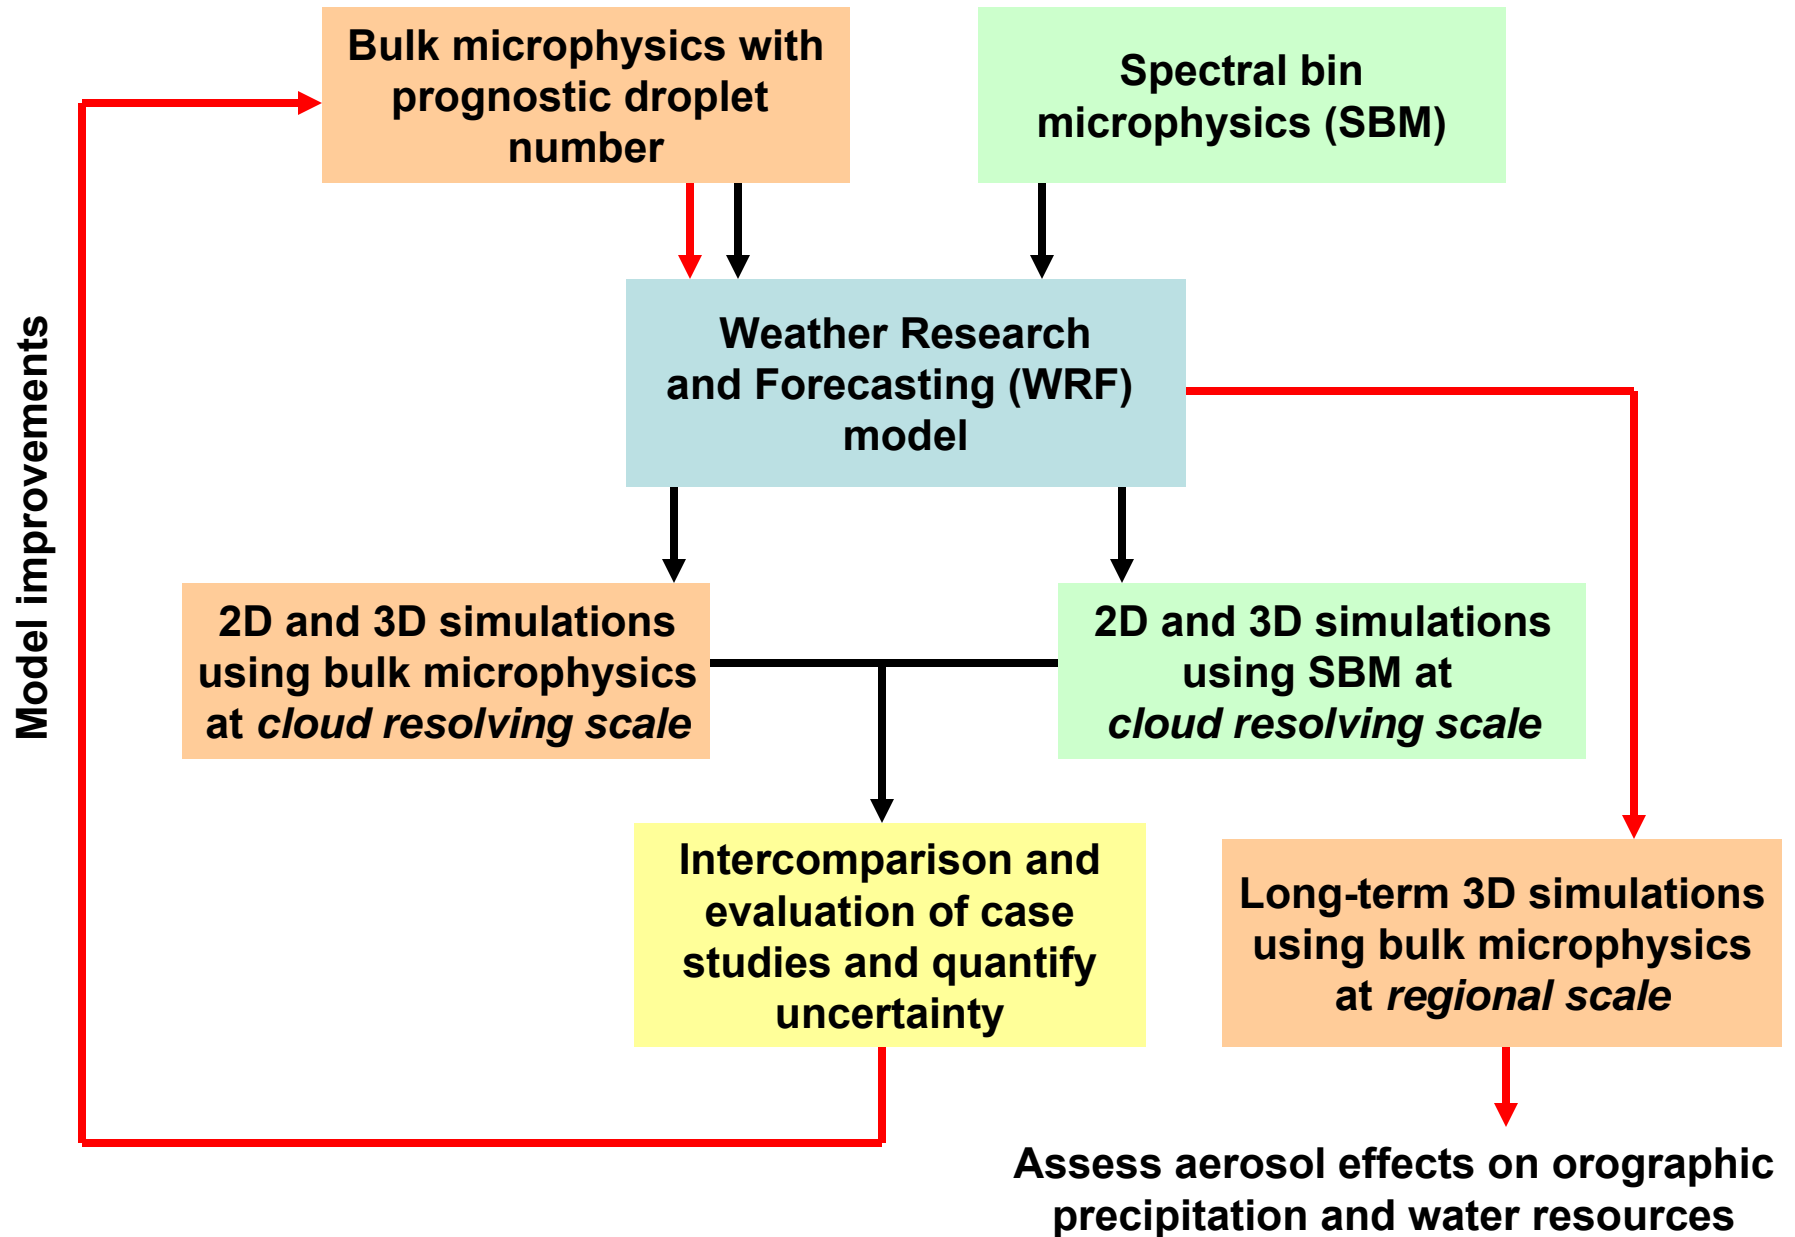 Bulk microphysics with
prognostic droplet
number
Spectral bin
microphysics (SBM)
Weather Research
and Forecasting (WRF)
model
Model improvements
2D and 3D simulations
using bulk microphysics
at cloud resolving scale
2D and 3D simulations
using SBM at
cloud resolving scale
Intercomparison and
evaluation of case
studies and quantify
uncertainty
Long-term 3D simulations
using bulk microphysics
at regional scale
Assess aerosol effects on orographic
precipitation and water resources